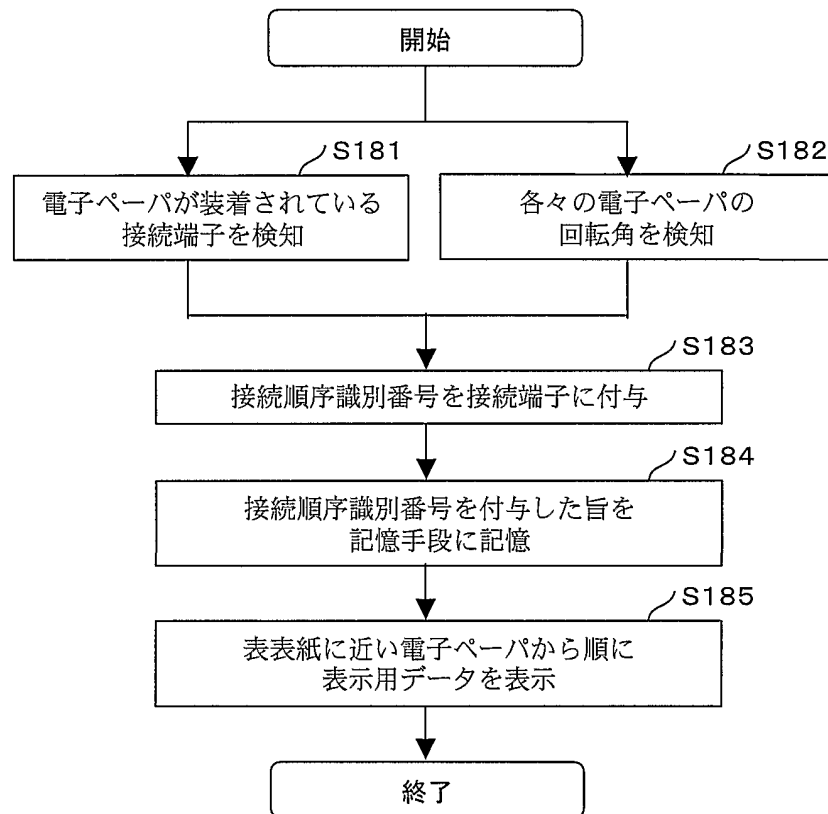 開始
S181
電子ペーパが装着されている
接続端子を検知
S182
各々の電子ペーパの
回転角を検知
S183
接続順序識別番号を接続端子に付与
S184
接続順序識別番号を付与した旨を
記憶手段に記憶
S185
表表紙に近い電子ペーパから順に
表示用データを表示
終了